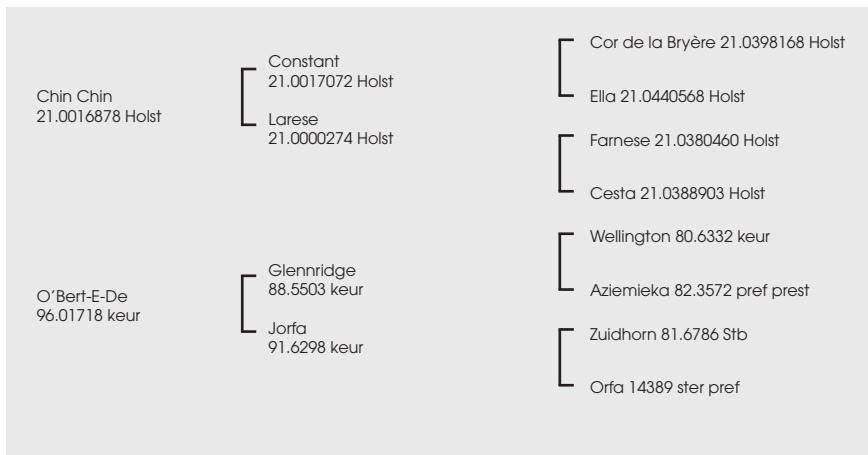 Chin Chin
21.0016878 Holst
Constant
21.0017072 Holst
Larese
21.0000274 Holst
Cor de la Bryère 21.0398168 Holst
Ella 21.0440568 Holst
Farnese 21.0380460 Holst
Cesta 21.0388903 Holst
O'Bert-E-De
96.01718 keur
Glennridge
88.5503 keur
Jorfa
91.6298 keur
Wellington 80.6332 keur
Aziemieka 82.3572 pref prest
Zuidhorn 81.6786 Stb
Orfa 14389 ster pref